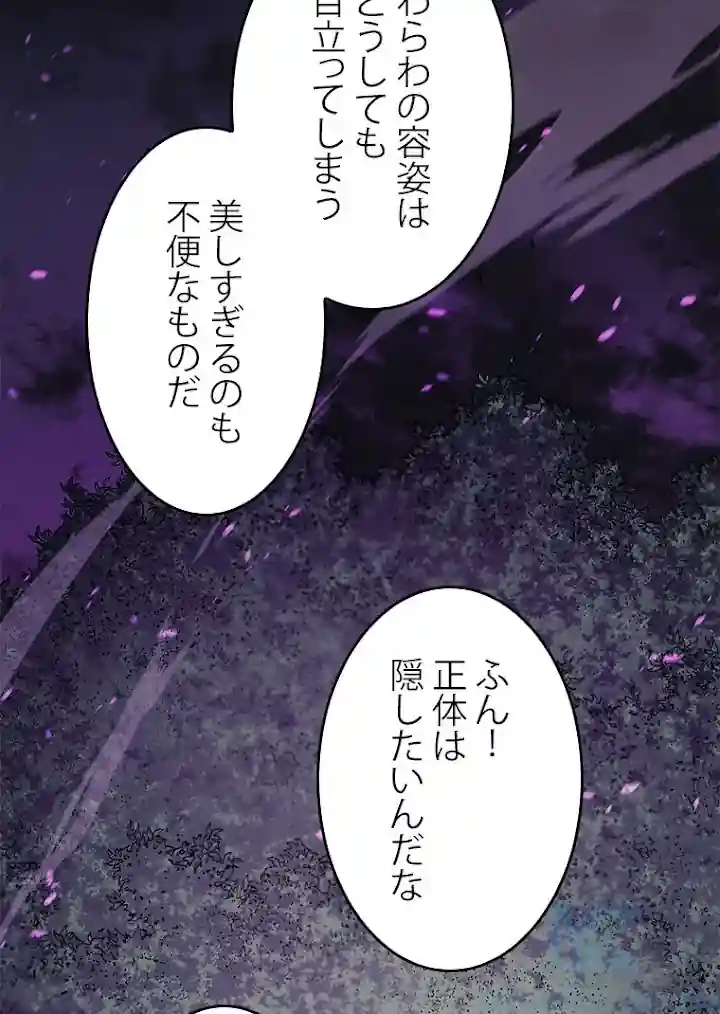 わらわの容姿は
どうしても
目立ってしまう
美しすぎるのも
不便なものだ
ふん!
正体は
隠したいんだな